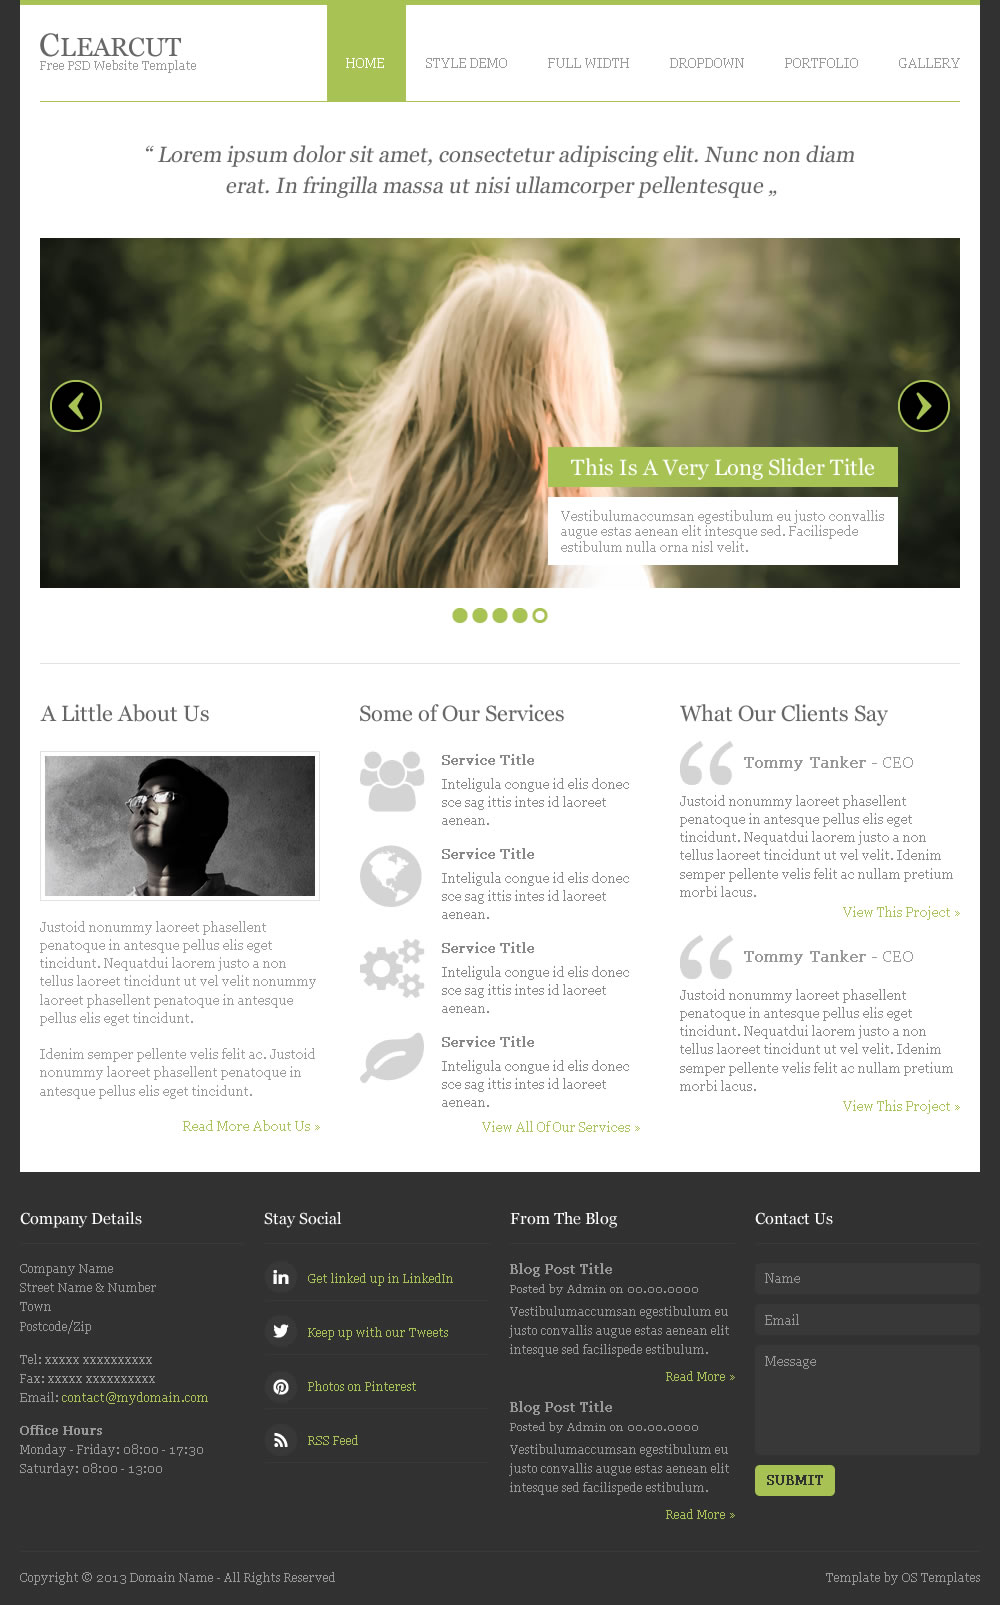 CLEARCUT
Free PSD Website Template
HOME
STYLE DEMO
FULL WIDTH
DROPDOWN
PORTFOLIO
GALLERY
“ Lorem ipsum dolor sit amet, consectetur adipiscing elit. Nunc non diam
erat. In fringilla massa ut nisi ullamcorper pellentesque „
This Is A Very Long Slider Title
Vestibulumaccumsan egestibulum eu justo convallis
augue estas aenean elit intesque sed. Facilispede
estibulum nulla orna nisl velit.
A Little About Us
Justoid nonummy laoreet phasellent
penatoque in antesque pellus elis eget
tincidunt. Nequatdui laorem justo a non
tellus laoreet tincidunt ut vel velit nonummy
laoreet phasellent penatoque in antesque
pellus elis eget tincidunt.
Idenim semper pellente velis felit ac. Justoid
nonummy laoreet phasellent penatoque in
antesque pellus elis eget tincidunt.
Read More About Us »
Some of Our Services
Service Title
Inteligula congue id elis donec
sce sag ittis intes id laoreet
aenean.
Service Title
Inteligula congue id elis donec
sce sag ittis intes id laoreet
aenean.
Service Title
Inteligula congue id elis donec
sce sag ittis intes id laoreet
aenean.
Service Title
Inteligula congue id elis donec
sce sag ittis intes id laoreet
aenean.
View All Of Our Services »
What Our Clients Say
Tommy Tanker - CEO
Justoid nonummy laoreet phasellent
penatoque in antesque pellus elis eget
tincidunt. Nequatdui laorem justo a non
tellus laoreet tincidunt ut vel velit. Idenim
semper pellente velis felit ac nullam pretium
morbi lacus.
View This Project »
Tommy Tanker - CEO
Justoid nonummy laoreet phasellent
penatoque in antesque pellus elis eget
tincidunt. Nequatdui laorem justo a non
tellus laoreet tincidunt ut vel velit. Idenim
semper pellente velis felit ac nullam pretium
morbi lacus.
View This Project »
Company Details
Company Name
Street Name & Number
Town
Postcode/Zip
Tel: xxxxx xxxxxxxxxx
Fax: xxxxx xxxxxxxxxx
Email: contact@mydomain.com
Office Hours
Monday - Friday: 08:00 - 17:30
Saturday: 08:00 - 13:00
Stay Social
Get linked up in LinkedIn
Keep up with our Tweets
Photos on Pinterest
RSS Feed
From The Blog
Blog Post Title
Posted by Admin on 00.00.0000
Vestibulumaccumsan egestibulum eu
justo convallis augue estas aenean elit
intesque sed facilispede estibulum.
Read More »
Blog Post Title
Posted by Admin on 00.00.0000
Vestibulumaccumsan egestibulum eu
justo convallis augue estas aenean elit
intesque sed facilispede estibulum.
Read More »
Contact Us
Name
Email
Message
SUBMIT
Copyright © 2013 Domain Name - All Rights Reserved
Template by OS Templates